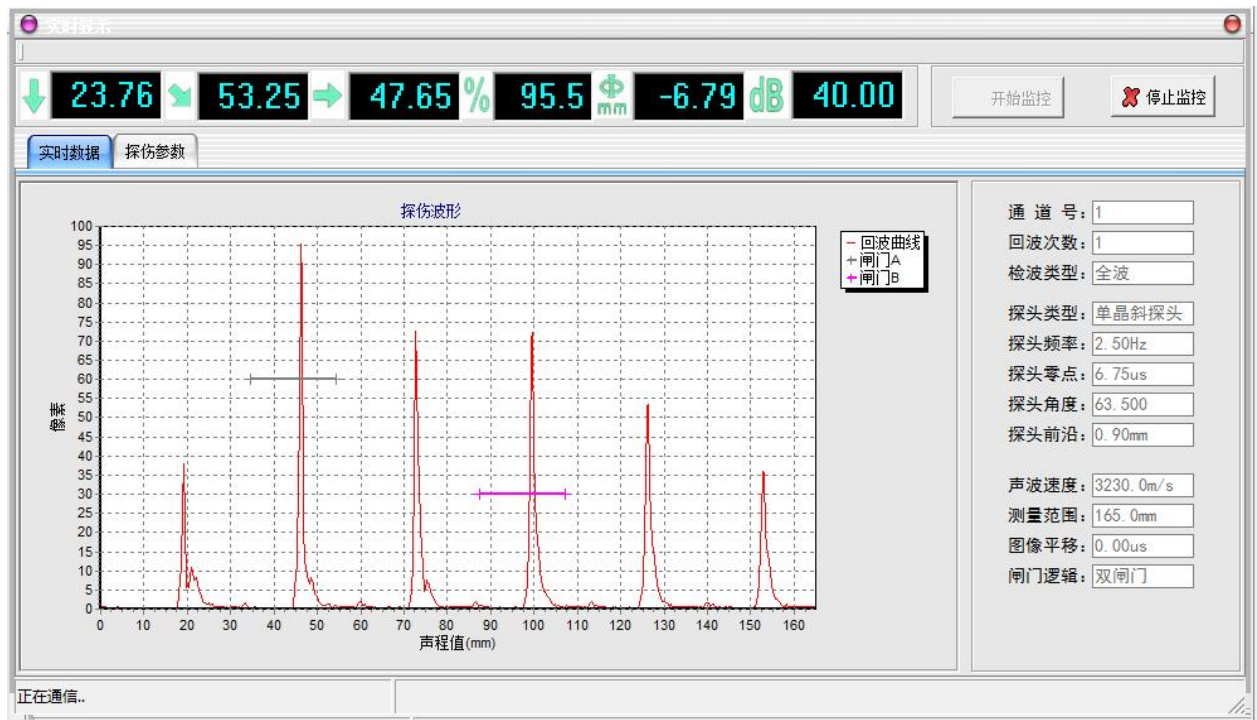 实时显示
23.76 53.25 47.65 % 95.5 Φ mm -6.79 dB 40.00
开始监控 停止监控
实时数据 探伤参数
探伤波形
100
95
90
85
80
75
70
65
60
55
50
45
40
35
30
25
20
15
10
5
0
像素
0 10 20 30 40 50 60 70 80 90 100 110 120 130 140 150 160
声程值(mm)
回波曲线
闸门A
闸门B
通 道 号: 1
回波次数: 1
检波类型: 全波
探头类型: 单晶斜探头
探头频率: 2.50Hz
探头零点: 6.75us
探头角度: 63.500
探头前沿: 0.90mm
声波速度: 3230.0m/s
测量范围: 165.0mm
图像平移: 0.00us
闸门逻辑: 双闸门
正在通信..